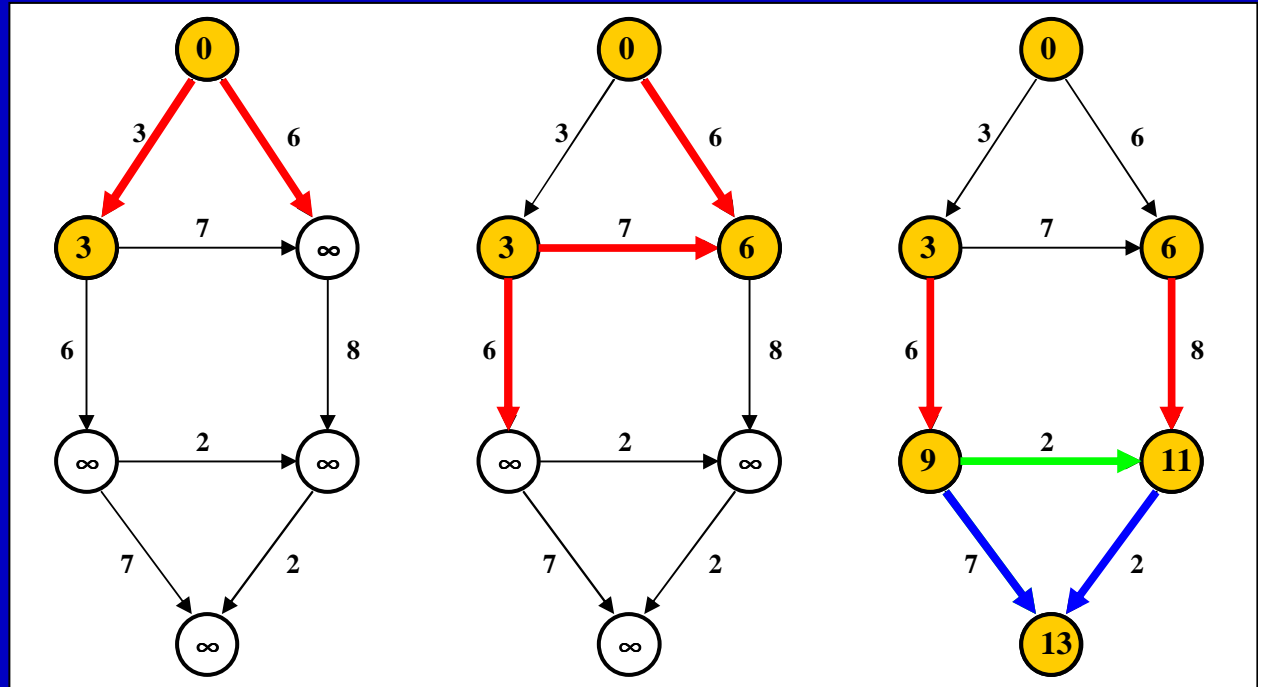 0 0 0
3 6 3 6 3 6
7 7 7
3 ∞ 3 6 3 6
6 8 6 8 6 8
2 2 2
∞ ∞ ∞ ∞ 9 11
7 2 7 2 7 2
∞ ∞ 13